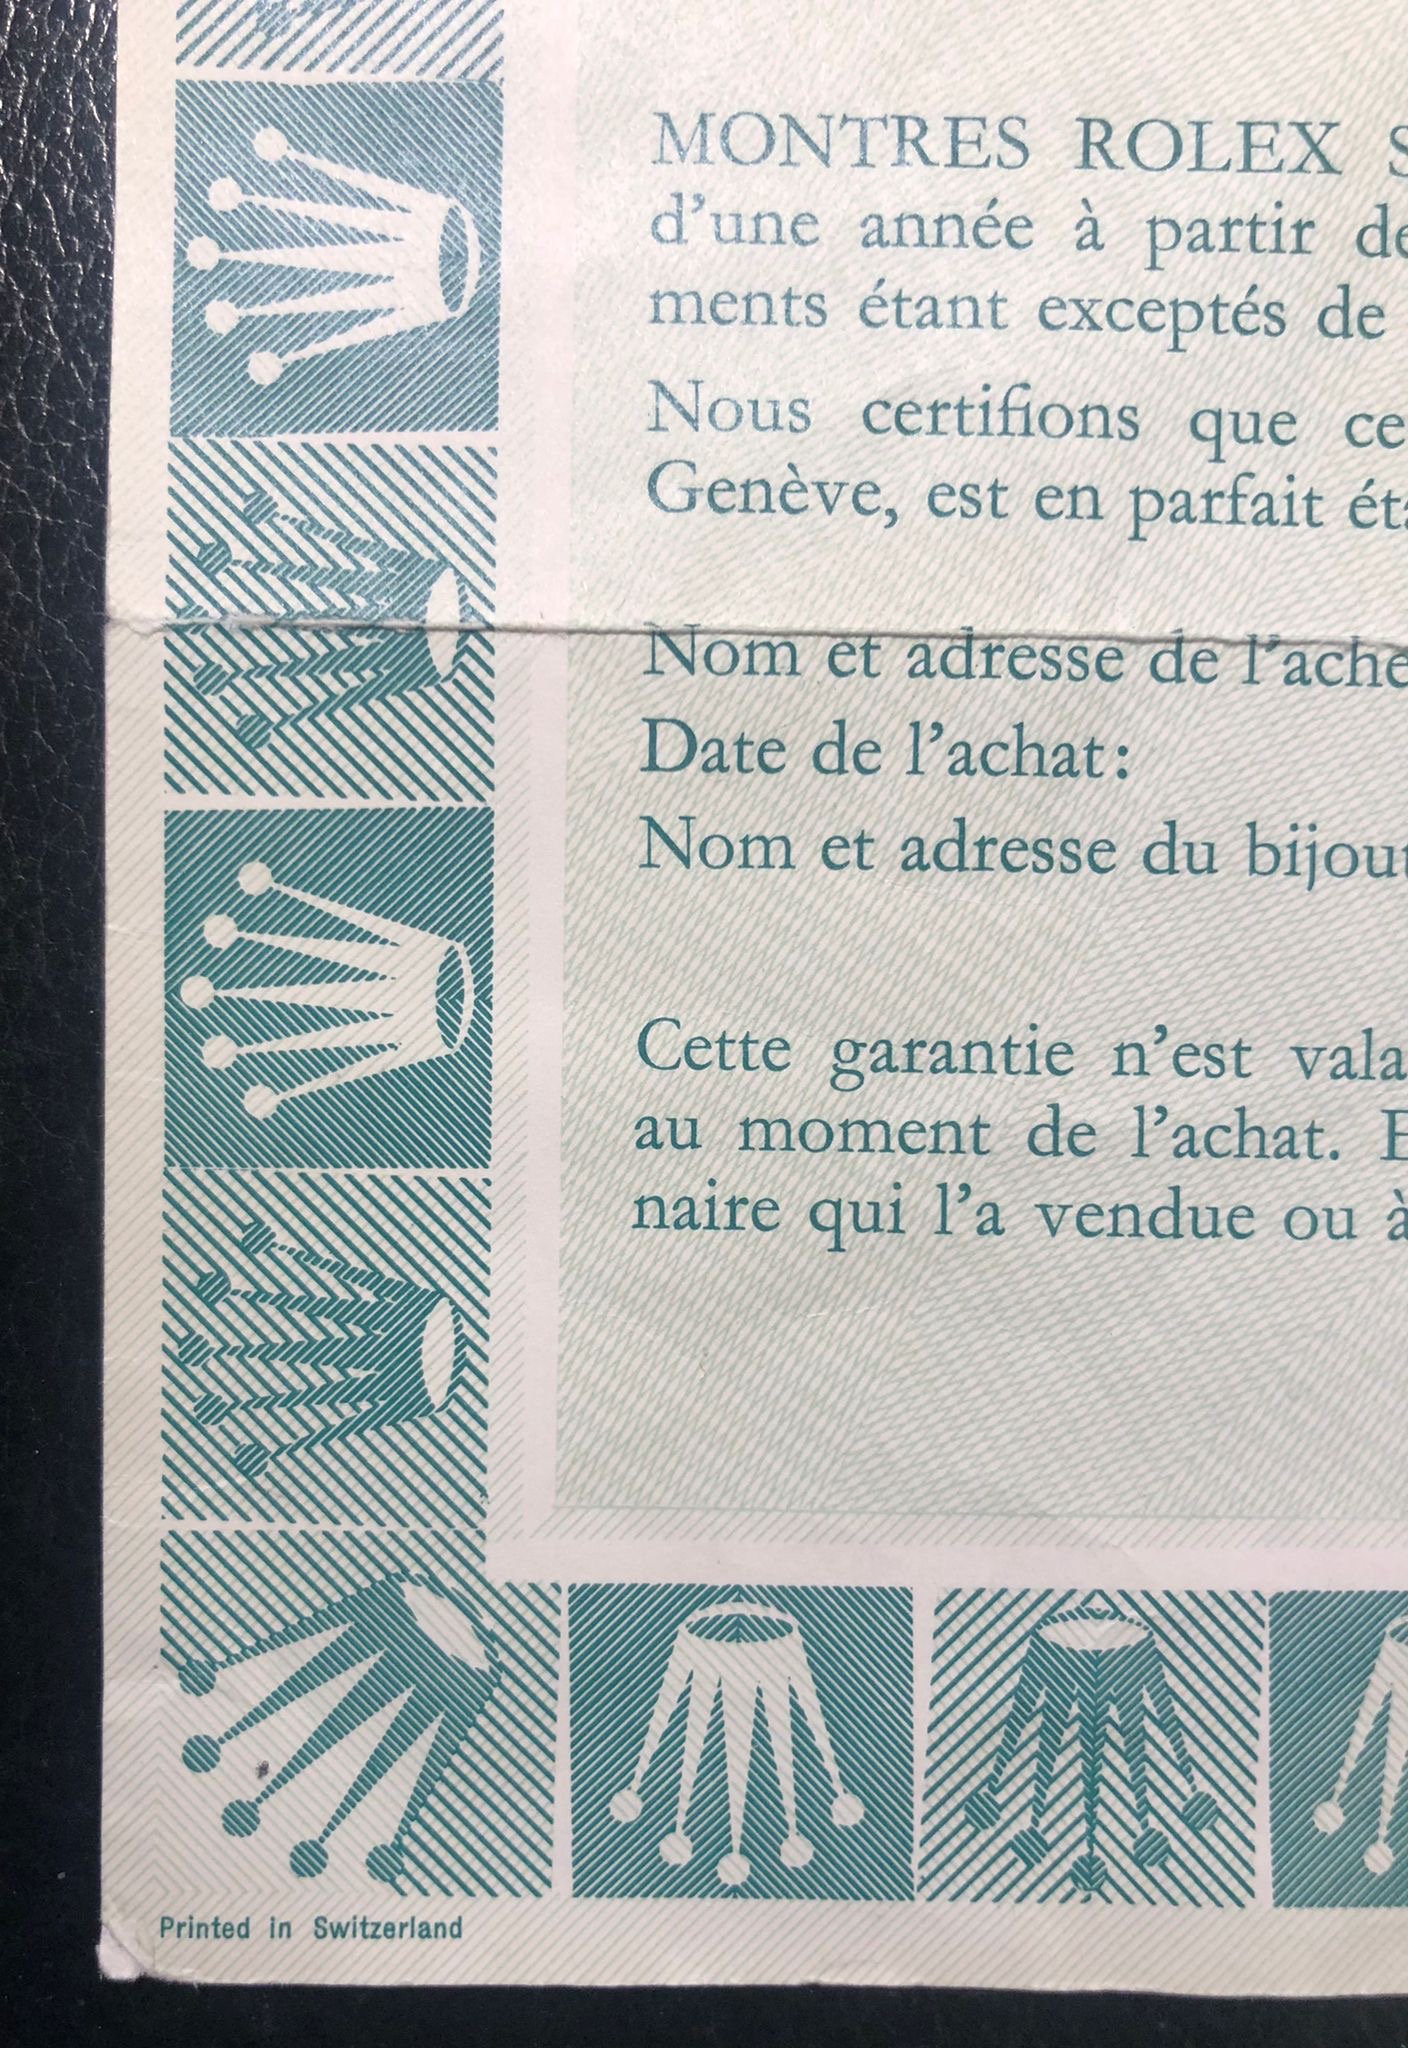 MONTRES ROLEX
d'une année à partir
ments étant exceptés de
Nous certifions que
Genève, est en parfait
Nom et adresse de
Date de l'achat:
Nom et adresse du
Cette garantie n'est
au moment de l'achat.
naire qui l'a vendue ou à
Printed in Switzerland